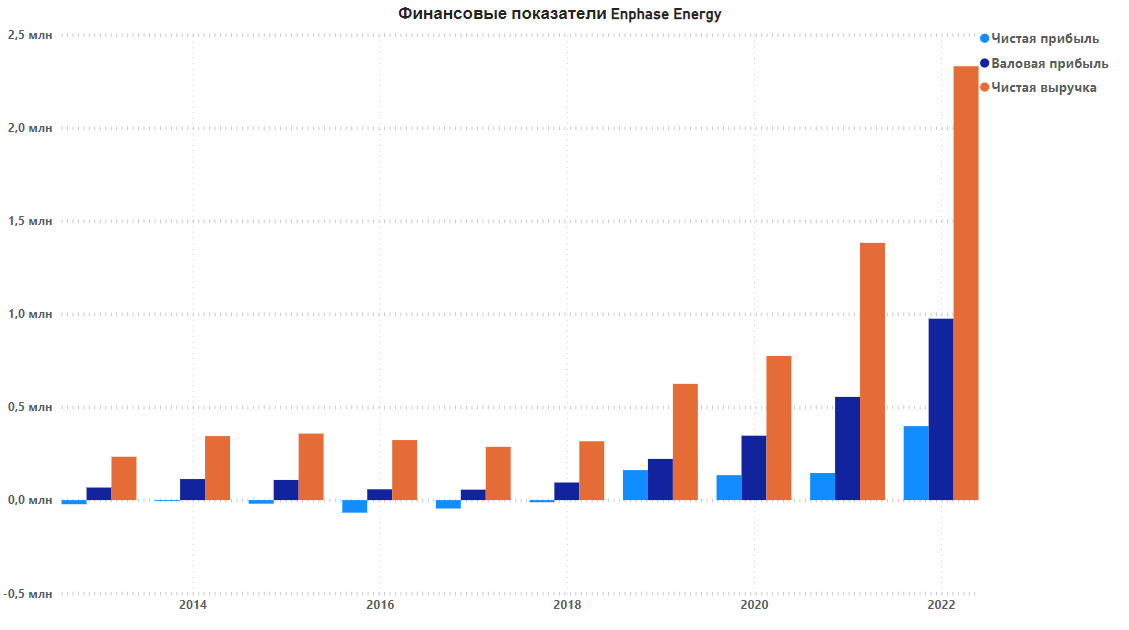 Финансовые показатели Enphase Energy
2,5 млн
2,0 млн
1,5 млн
1,0 млн
0,5 млн
0,0 млн
-0,5 млн
2014
2016
2018
2020
2022
Чистая прибыль
Валовая прибыль
Чистая выручка